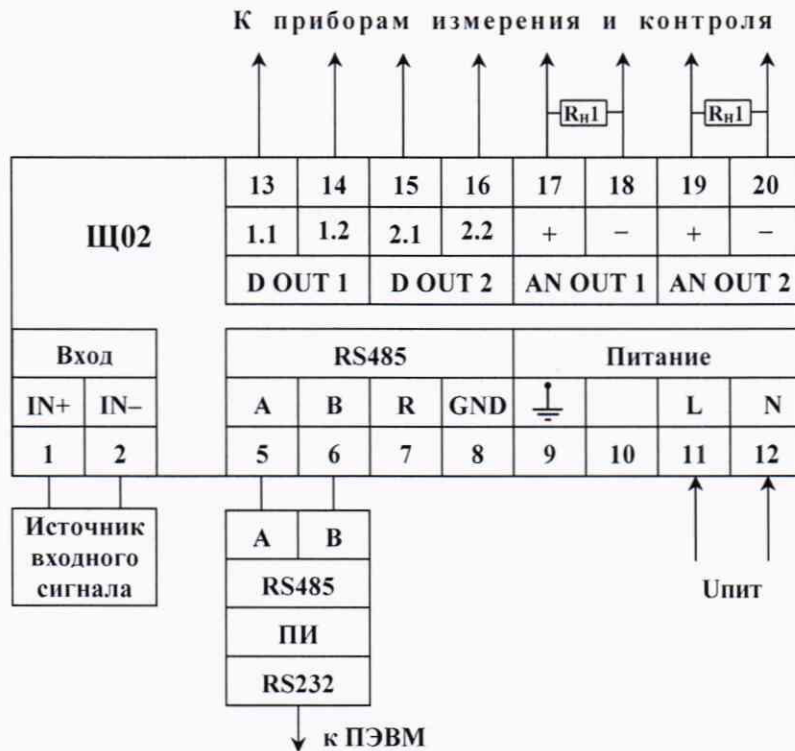 К приборам измерения и контроля
Rн1 Rн1
13 14 15 16 17 18 19 20
Щ02
1.1 1.2 2.1 2.2 + − + −
D OUT 1 D OUT 2 AN OUT 1 AN OUT 2
Вход RS485 Питание
IN+ IN− A B R GND L N
1 2 5 6 7 8 9 10 11 12
Источник
входного
сигнала
A B
RS485
ПИ
RS232
Uпит
к ПЭВМ